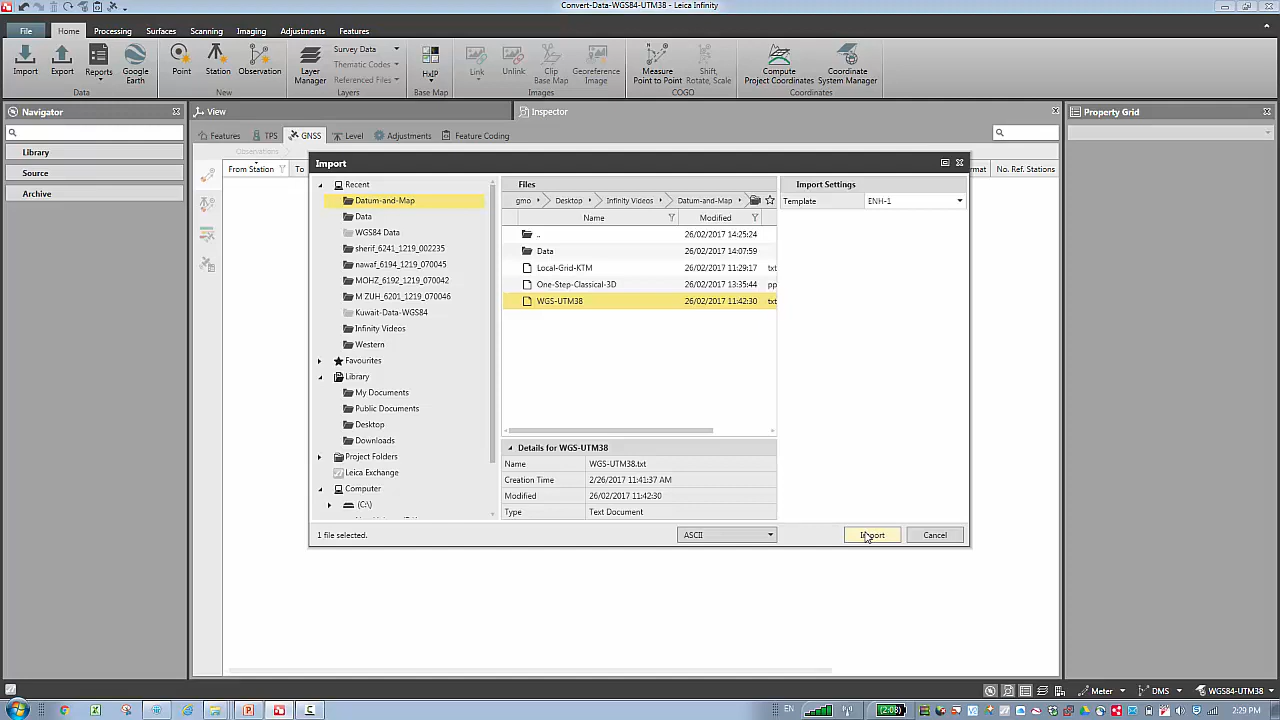 Convert-Data-WGS84-UTM38 - Leica Infinity
File Home Processing Surfaces Scanning Imaging Adjustments Features
Import Export Reports Google Earth
Data
Point Station Observation
New
Layer Manager
Survey Data
Thematic Codes
Referenced Files
Layers
HxIP
Base Map
Link Unlink Clip Base Map Georeference Image
Images
Measure Point to Point Shift, Rotate, Scale
COGO
Compute Project Coordinates Coordinate System Manager
Coordinates
Navigator
View
Inspector
Property Grid
Features TPS GNSS Level Adjustments Feature Coding
Library
Source
Archive
Observations
From Station To
No. Ref. Stations
Import
Recent
Datum-and-Map
Data
WGS84 Data
sherif_6241_1219_002235
nawaf_6194_1219_070045
MOHZ_6192_1219_070042
M ZUH_6201_1219_070046
Kuwait-Data-WGS84
Infinity Videos
Western
Favourites
Library
My Documents
Public Documents
Desktop
Downloads
Project Folders
Leica Exchange
Computer
(C:\)
Files
gmo Desktop Infinity Videos Datum-and-Map
Name Modified
.. 26/02/2017 14:25:24
Data 26/02/2017 14:07:59
Local-Grid-KTM 26/02/2017 11:29:17 txt
One-Step-Classical-3D 26/02/2017 13:35:44 pp
WGS-UTM38 26/02/2017 11:42:30 txt
Details for WGS-UTM38
Name WGS-UTM38.txt
Creation Time 2/26/2017 11:41:37 AM
Modified 26/02/2017 11:42:30
Type Text Document
Import Settings
Template ENH-1
1 file selected.
ASCII
Import
Cancel
Meter DMS WGS84-UTM38
EN (2:08) 2:29 PM